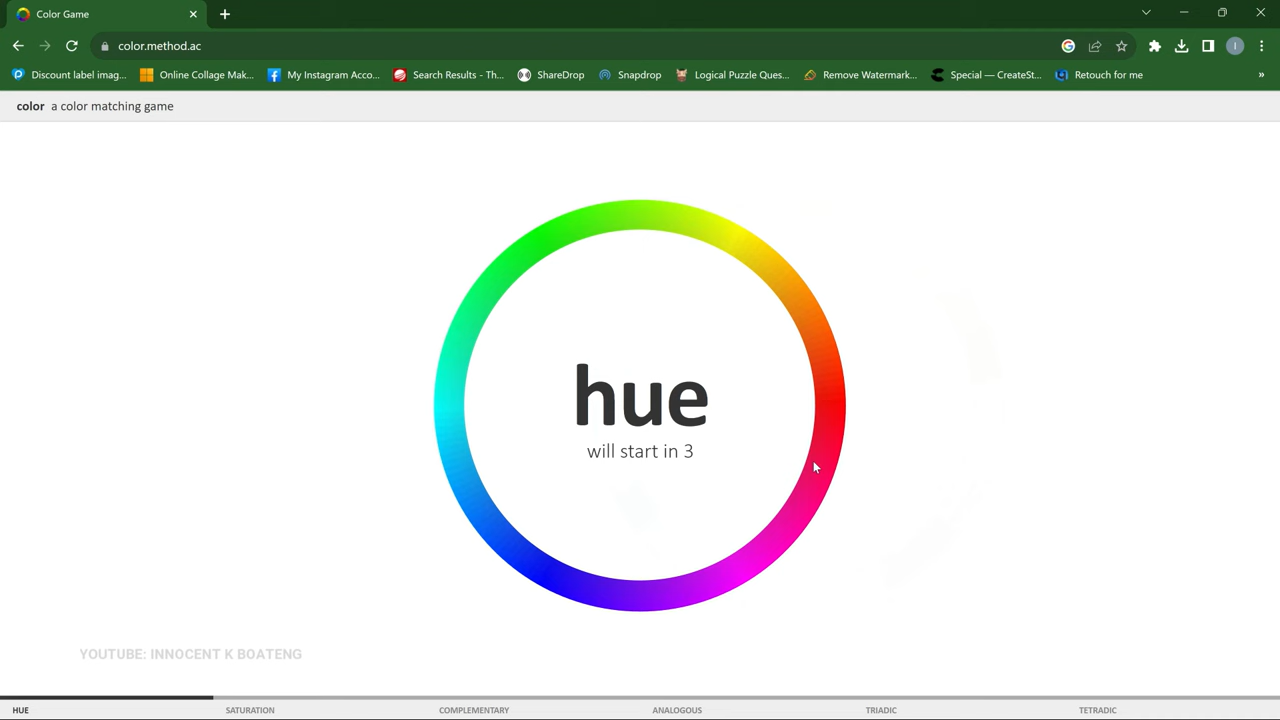 Color Game
color.method.ac
Discount label imag...
Online Collage Mak...
My Instagram Acco...
Search Results - Th...
ShareDrop
Snapdrop
Logical Puzzle Ques...
Remove Watermark...
Special — CreateSt...
Retouch for me
»
color a color matching game
hue
will start in 3
YOUTUBE: INNOCENT K BOATENG
HUE
SATURATION
COMPLEMENTARY
ANALOGOUS
TRIADIC
TETRADIC